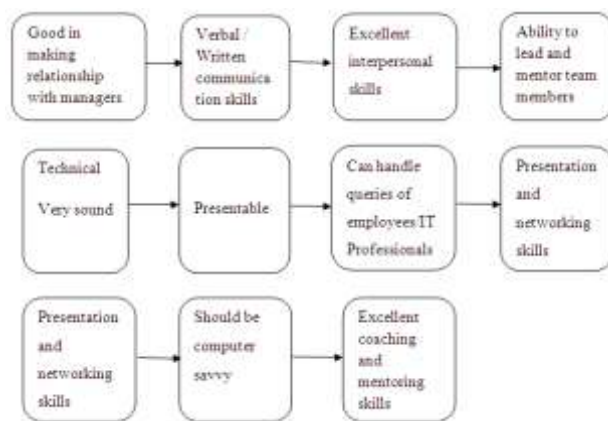 Good in
making
relationship
with managers
Verbal /
Written
communica
tion skills
Excellent
interpersonal
skills
Ability to
lead and
mentor team
members
Technical
Very sound
Presentable
Can handle
queries of
employees/IT
Professionals
Presentation
and
networking
skills
Presentation
and
networking
skills
Should be
computer
savvy
Excellent
coaching
and
mentoring
skills